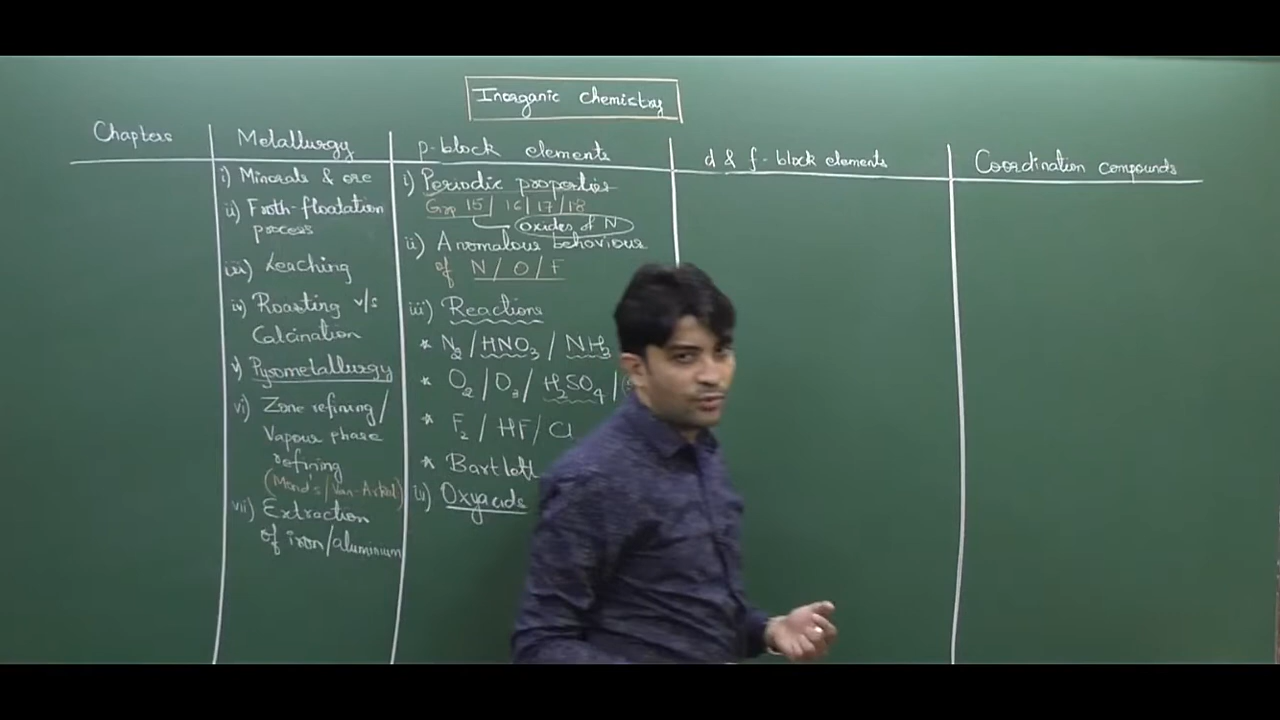 Inorganic chemistry
Chapters
Metallurgy
i) Minerals & ore
ii) Froth-floatation
process
iii) Leaching
iv) Roasting v/s
Calcination
v) Pyrometallurgy
vi) Zone refining/
Vapour phase
refining
(Mond's/Van-Arkel)
vii) Extraction
of iron/aluminium
p-block elements
i) Periodic properties
Grp 15/ 16/ 17/ 18
oxides of N
ii) Anomalous behaviour
of N/O/F
iii) Reactions
* N₂/HNO₃/NH₃
* O₂/O₃/H₂SO₄/(
* F₂/HF/Cl
* Bartlett
iv) Oxyacids
d & f-block elements
Coordination compounds